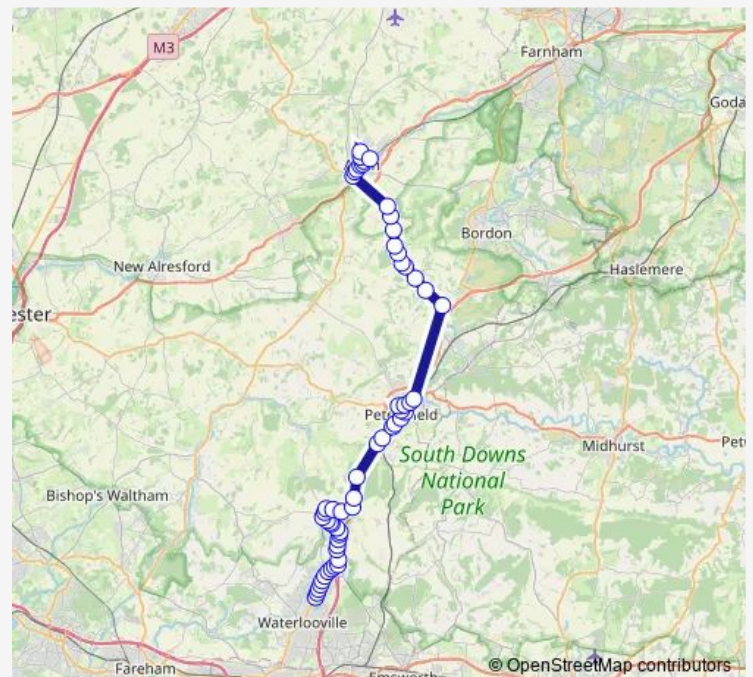 M3
Farnham
Goda
Bordon
New Alresford
Haslemere
ester
Petersfield
Midhurst
Pet
South Downs
National
Park
Bishop's Waltham
Waterlooville
© OpenStreetMap contributors
Fareham
Emsworth